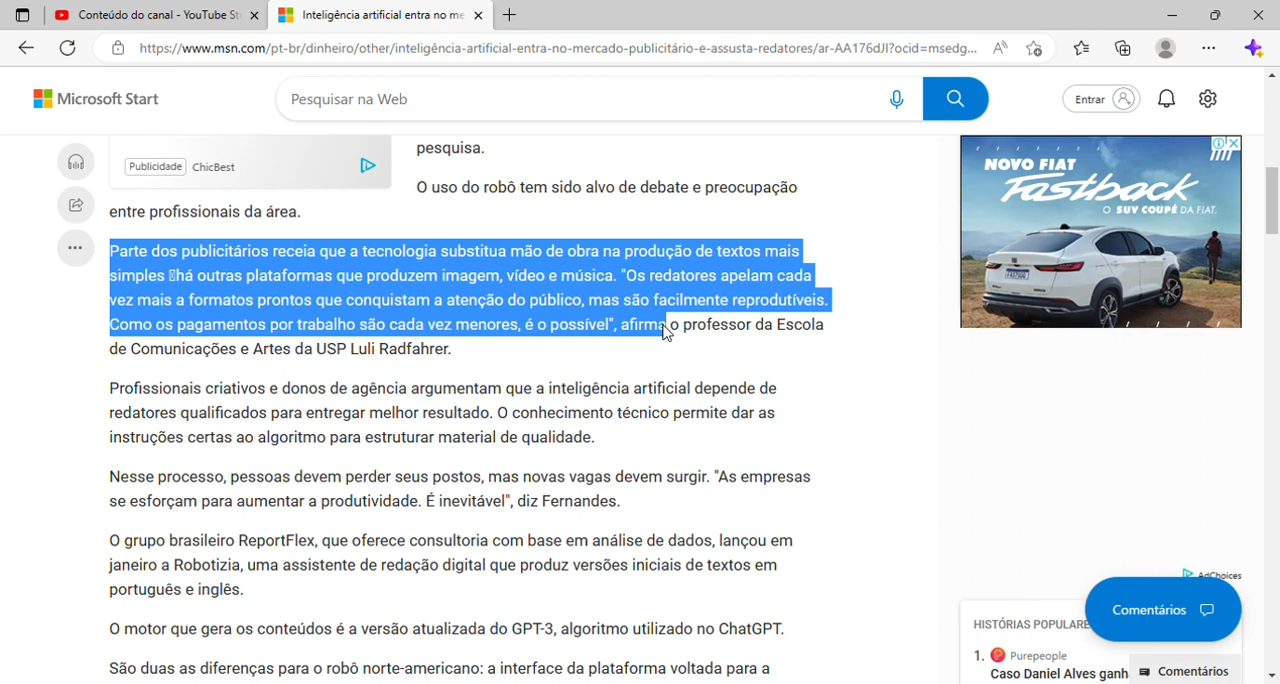 Conteúdo do canal - YouTube St
Inteligência artificial entra no me
https://www.msn.com/pt-br/dinheiro/other/inteligência-artificial-entra-no-mercado-publicitário-e-assusta-redatores/ar-AA176dJl?ocid=msedg...
Microsoft Start
Pesquisar na Web
Entrar
Publicidade ChicBest
pesquisa.
O uso do robô tem sido alvo de debate e preocupação
entre profissionais da área.
Parte dos publicitários receia que a tecnologia substitua mão de obra na produção de textos mais
simples há outras plataformas que produzem imagem, vídeo e música. "Os redatores apelam cada
vez mais a formatos prontos que conquistam a atenção do público, mas são facilmente reprodutíveis.
Como os pagamentos por trabalho são cada vez menores, é o possível", afirma o professor da Escola
de Comunicações e Artes da USP Luli Radfahrer.
Profissionais criativos e donos de agência argumentam que a inteligência artificial depende de
redatores qualificados para entregar melhor resultado. O conhecimento técnico permite dar as
instruções certas ao algoritmo para estruturar material de qualidade.
Nesse processo, pessoas devem perder seus postos, mas novas vagas devem surgir. "As empresas
se esforçam para aumentar a produtividade. É inevitável", diz Fernandes.
O grupo brasileiro ReportFlex, que oferece consultoria com base em análise de dados, lançou em
janeiro a Robotizia, uma assistente de redação digital que produz versões iniciais de textos em
português e inglês.
O motor que gera os conteúdos é a versão atualizada do GPT-3, algoritmo utilizado no ChatGPT.
São duas as diferenças para o robô norte-americano: a interface da plataforma voltada para a
NOVO FIAT
Fastback
O SUV COUPÉ DA FIAT.
AdChoices
Comentários
HISTÓRIAS POPULARE
1. Purepeople
Caso Daniel Alves ganh
Comentários